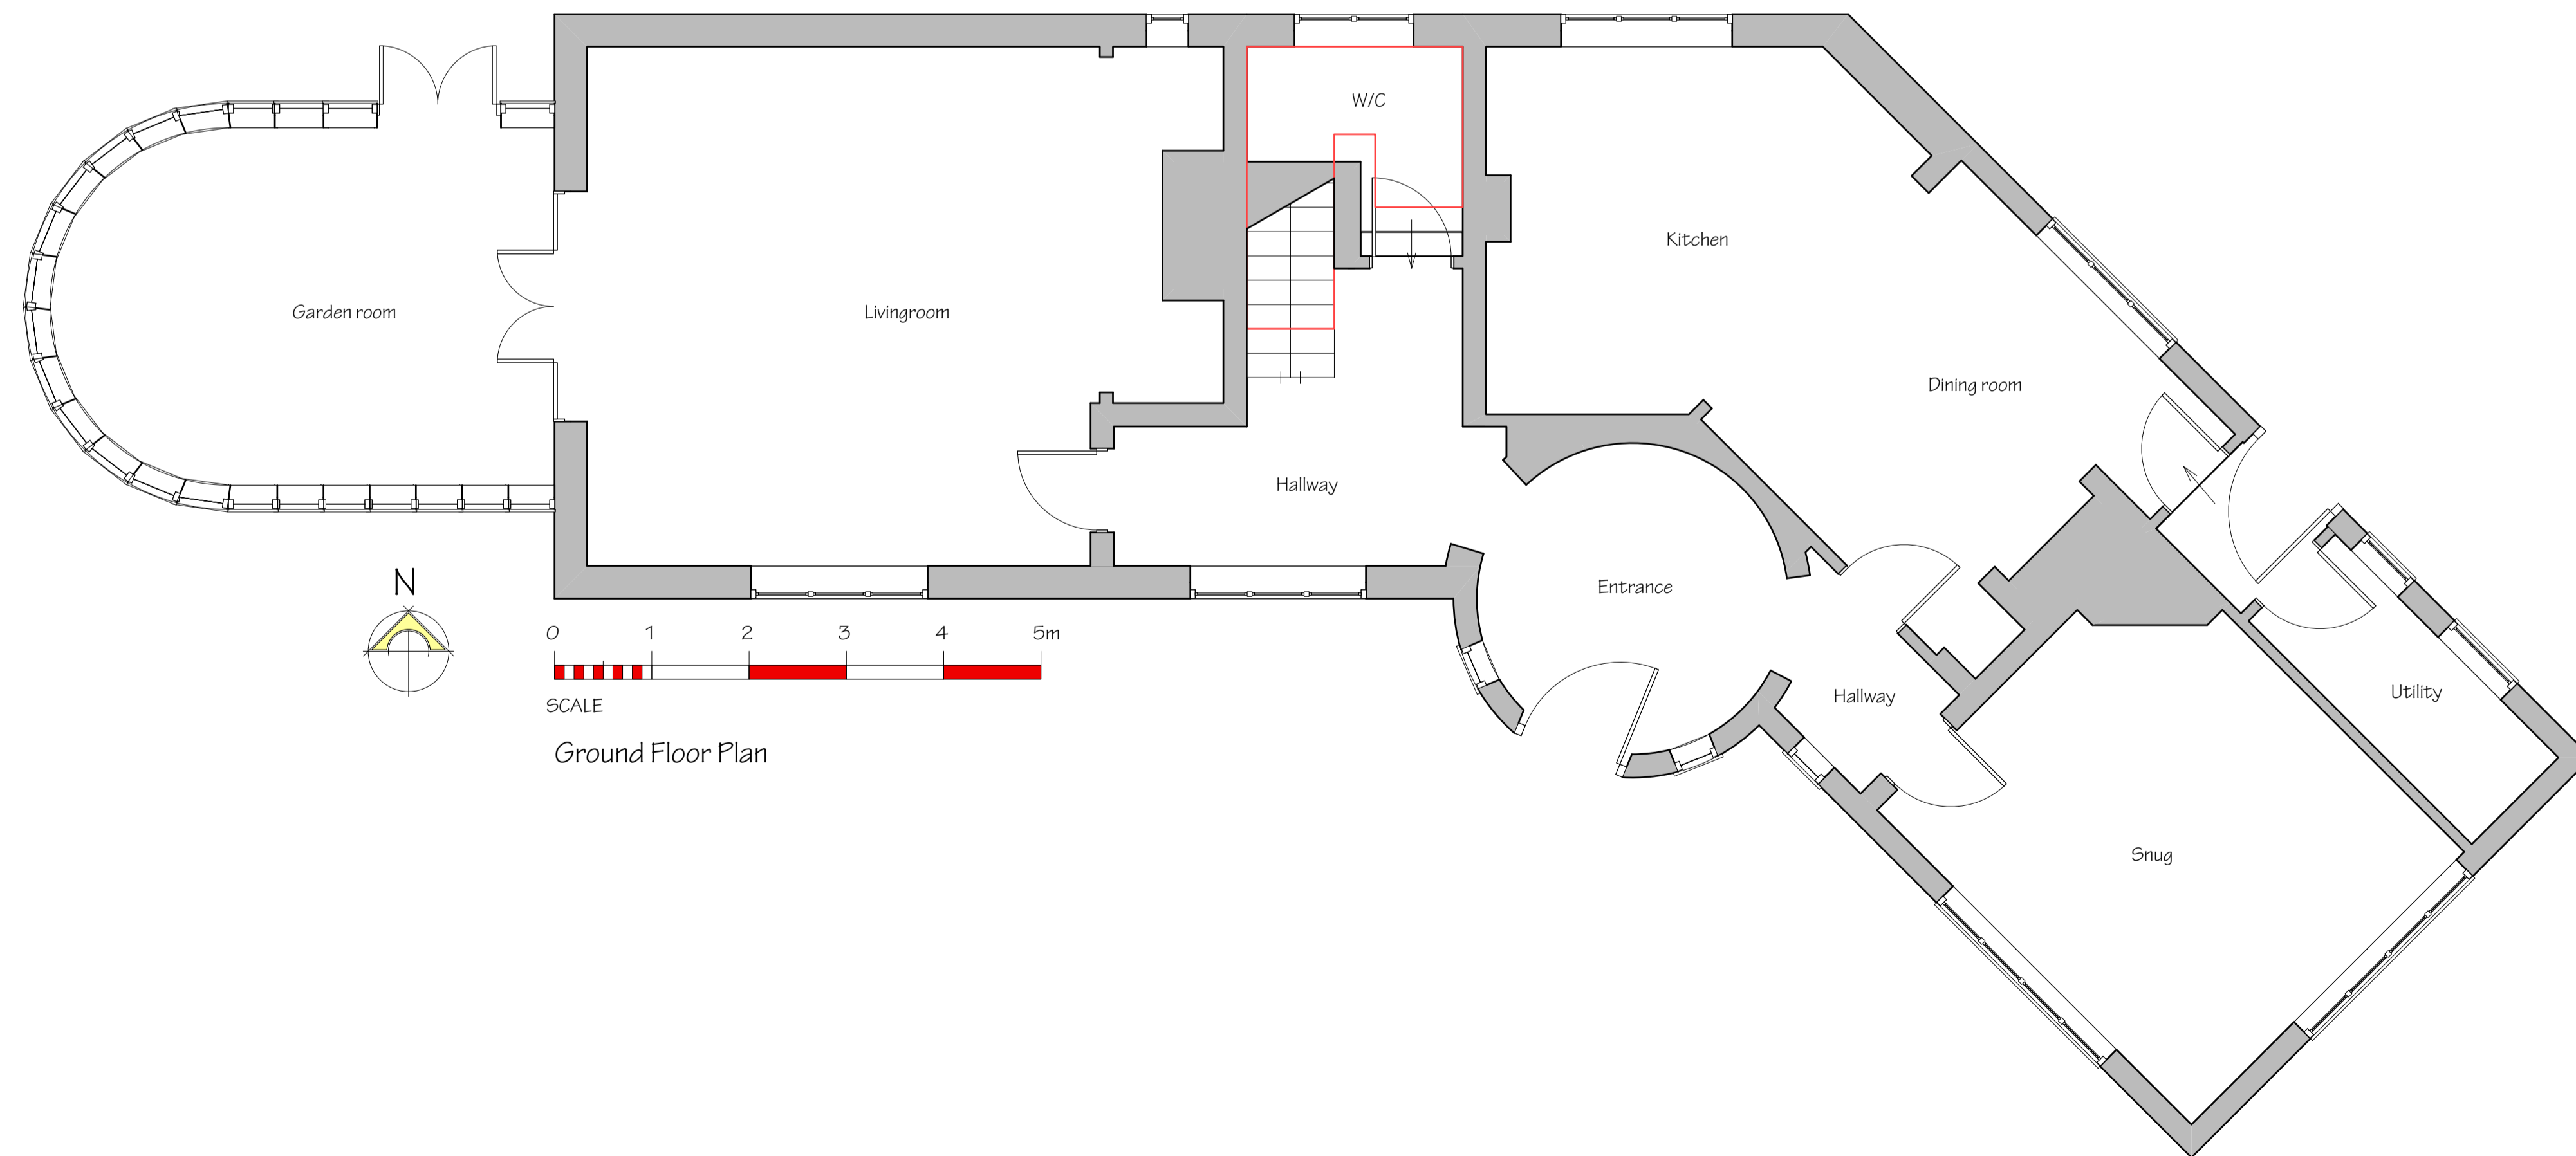 W/C
Kitchen
Garden room
Livingroom
Dining room
Hallway
Entrance
N
0 1 2 3 4 5m
SCALE
Ground Floor Plan
Hallway
Utility
Snug